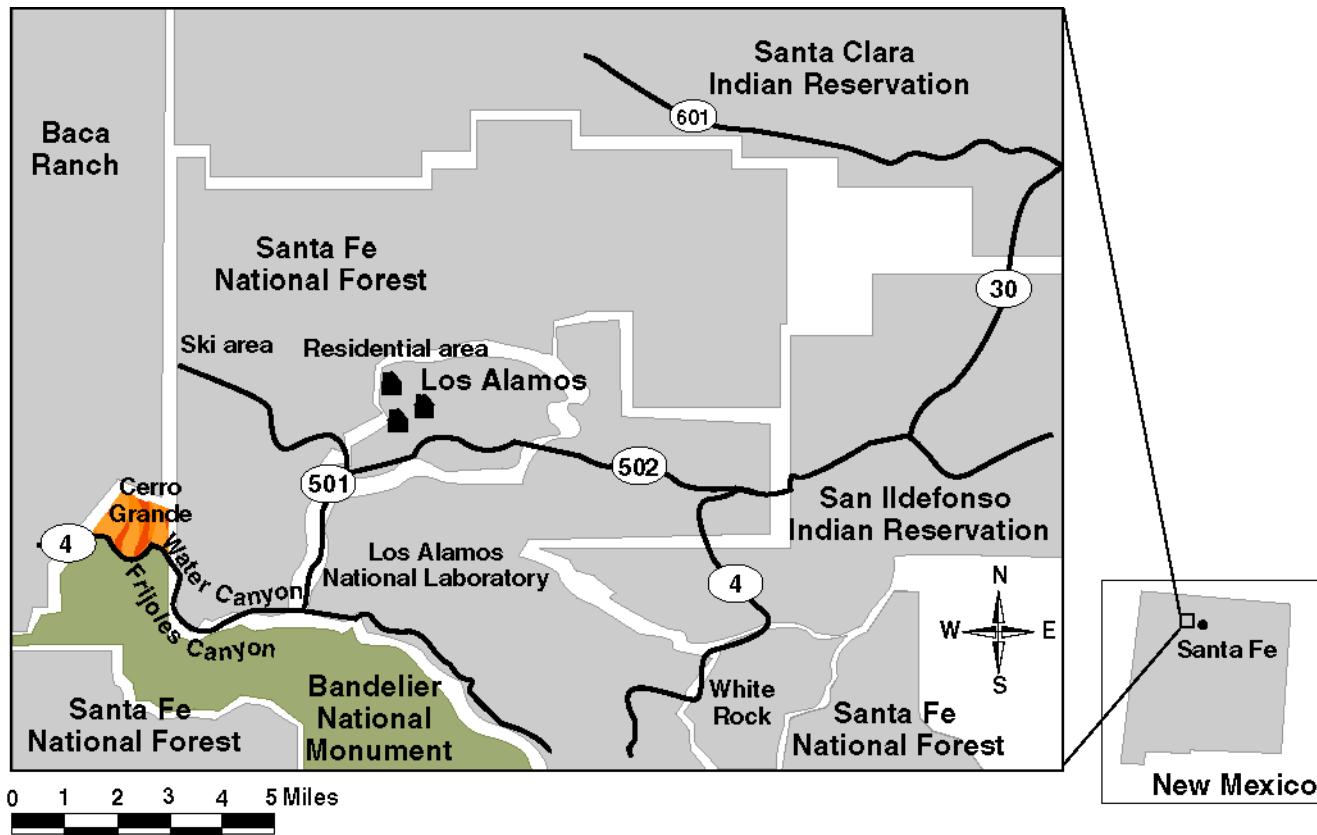 Santa Clara
Indian Reservation
601
Baca
Ranch
Santa Fe
National Forest
30
Ski area
Residential area
Los Alamos
502
501
Cerro
Grande
4
San Ildefonso
Indian Reservation
Water Canyon
Los Alamos
National Laboratory
4
Frijoles Canyon
N
W E
S
Santa Fe
White
Rock
Bandelier
National
Monument
Santa Fe
National Forest
Santa Fe
National Forest
New Mexico
0 1 2 3 4 5 Miles